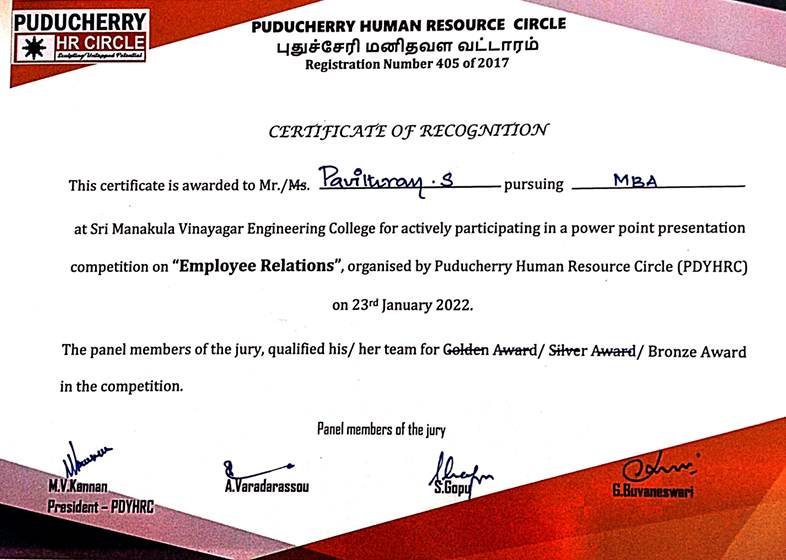 PUDUCHERRY
HR CIRCLE
Sculpting Untapped Potential
PUDUCHERRY HUMAN RESOURCE CIRCLE
புதுச்சேரி மனிதவள வட்டாரம்
Registration Number 405 of 2017
CERTIFICATE OF RECOGNITION
This certificate is awarded to Mr./Ms. Pavilturay . S pursuing MBA
at Sri Manakula Vinayagar Engineering College for actively participating in a power point presentation
competition on “Employee Relations”, organised by Puducherry Human Resource Circle (PDYHRC)
on 23rd January 2022.
The panel members of the jury, qualified his/ her team for Golden Award/ Silver Award/ Bronze Award
in the competition.
Panel members of the jury
M.V.Kannan A.Varadarassou S.Gopu G.Buvaneswari
President – PDYHRC